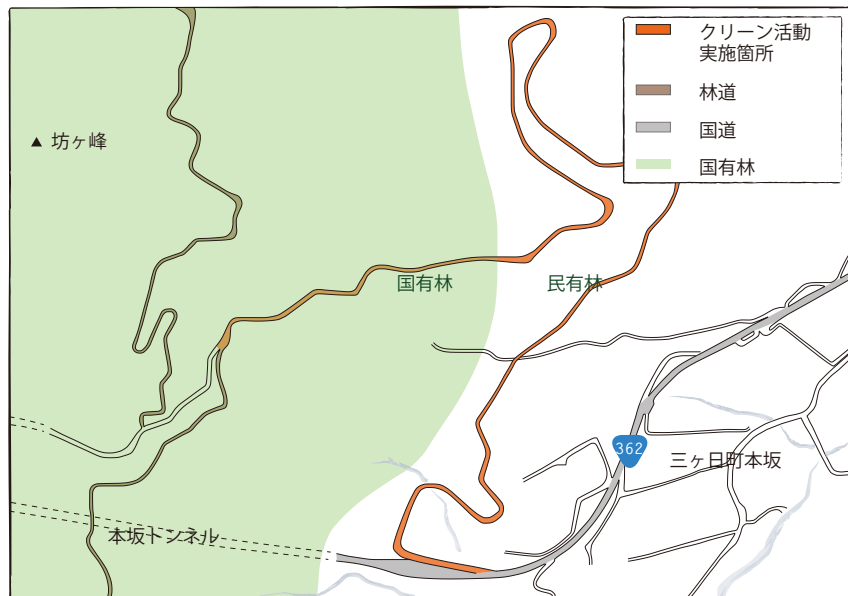 クリーン活動
実施箇所
林道
国道
国有林
▲ 坊ヶ峰
国有林
民有林
362
三ヶ日町本坂
本坂トンネル